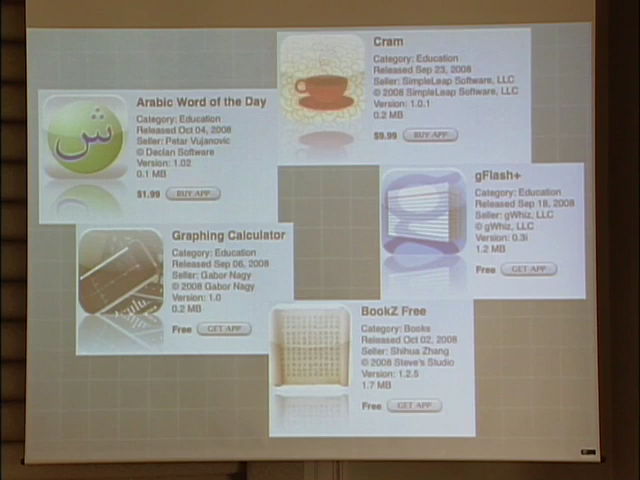 Cram
Category: Education
Released Sep 23, 2008
Seller: SimpleLeap Software, LLC
© 2008 SimpleLeap Software, LLC
Version: 1.0.1
0.2 MB
$9.99 BUY APP
ش
Arabic Word of the Day
Category: Education
Released Oct 04, 2008
Seller: Petar Vujanovic
© Declan Software
Version: 1.02
0.1 MB
$1.99 BUY APP
gFlash+
Category: Education
Released Sep 18, 2008
Seller: gWhiz, LLC
© gWhiz, LLC
Version: 0.3i
1.2 MB
Free GET APP
Graphing Calculator
Category: Education
Released Sep 06, 2008
Seller: Gabor Nagy
© 2008 Gabor Nagy
Version: 1.0
0.2 MB
Free GET APP
BookZ Free
Category: Books
Released Oct 02, 2008
Seller: Shihua Zhang
© 2008 Steve's Studio
Version: 1.2.5
1.7 MB
Free GET APP